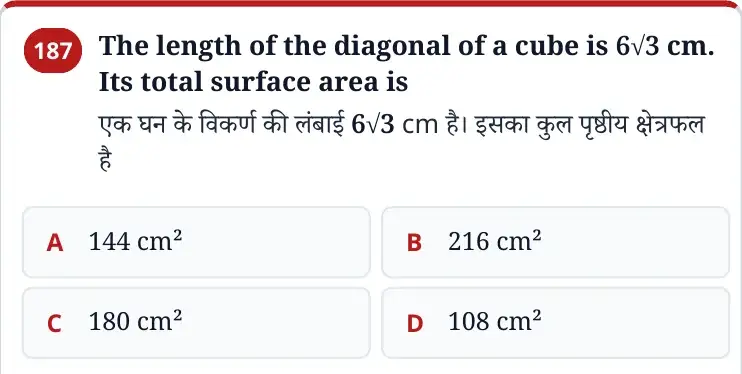 187 The length of the diagonal of a cube is 6√3 cm.
Its total surface area is
एक घन के विकर्ण की लंबाई 6√3 cm है। इसका कुल पृष्ठीय क्षेत्रफल
है
A 144 cm² B 216 cm²
C 180 cm² D 108 cm²